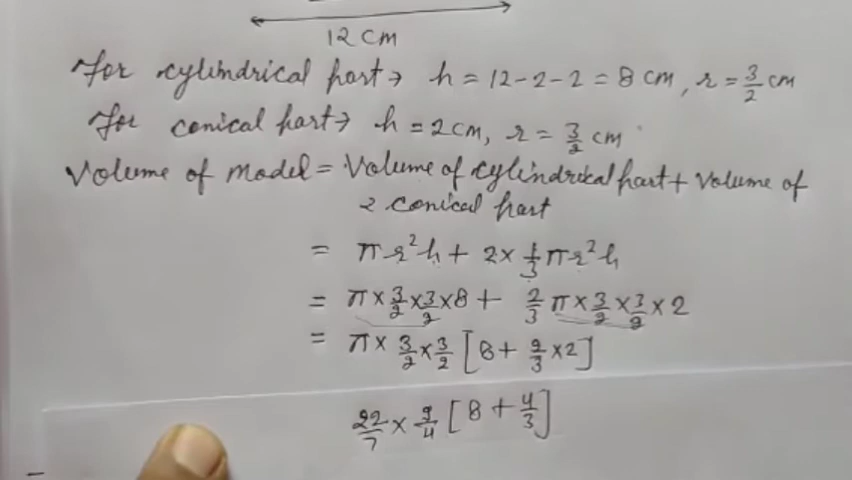 12 cm
For cylindrical part → h = 12-2-2 = 8 cm, r = 3/2 cm
For conical part → h = 2cm, r = 3/2 cm
Volume of model = Volume of cylindrical part + Volume of
2 conical part
= πr²h + 2 × 1/3 πr²h
= π × 3/2 × 3/2 × 8 + 2/3 π × 3/2 × 3/2 × 2
= π × 3/2 × 3/2 [8 + 2/3 × 2]
22/7 × 9/4 [8 + 4/3]